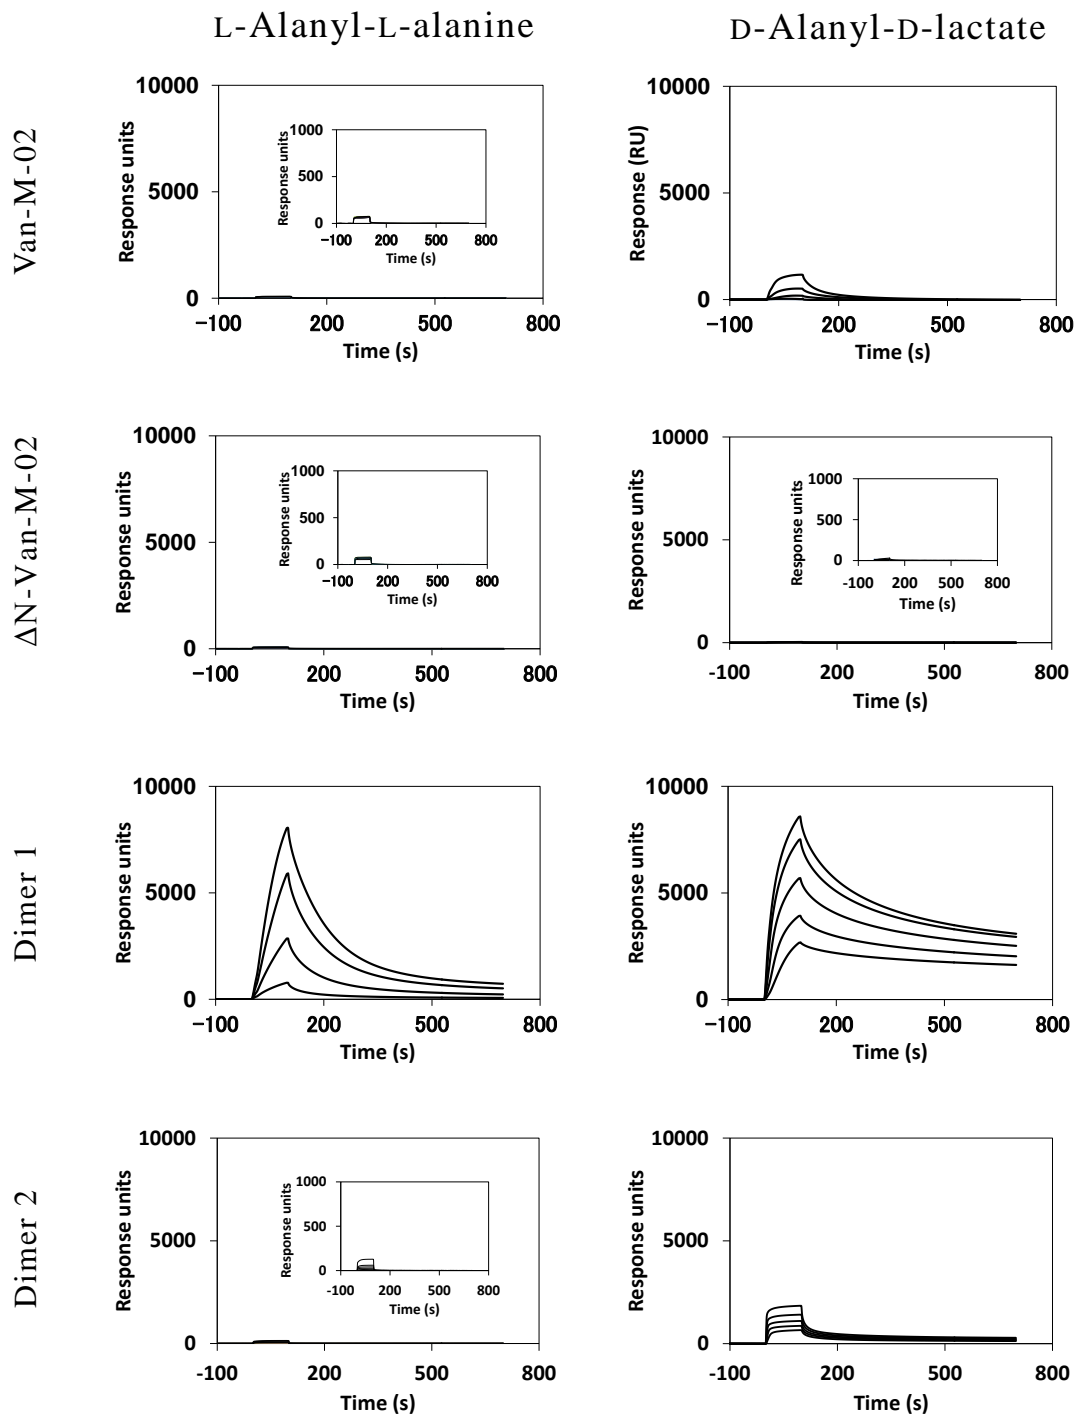 L-Alanyl-L-alanine
D-Alanyl-D-lactate
Van-M-02
10000
5000
0
Response units
−100
200
500
800
Time (s)
1000
500
0
Response units
−100
200
500
800
Time (s)
10000
5000
0
Response (RU)
−100
200
500
800
Time (s)
ΔN-Van-M-02
10000
5000
0
Response units
−100
200
500
800
Time (s)
1000
500
0
Response units
−100
200
500
800
Time (s)
10000
5000
0
Response units
-100
200
500
800
Time (s)
1000
500
0
Response units
-100
200
500
800
Time (s)
Dimer 1
10000
5000
0
Response units
−100
200
500
800
Time (s)
10000
5000
0
Response units
−100
200
500
800
Time (s)
Dimer 2
10000
5000
0
Response units
-100
200
500
800
Time (s)
1000
500
0
Response units
-100
200
500
800
Time (s)
10000
5000
0
Response units
-100
200
500
800
Time (s)